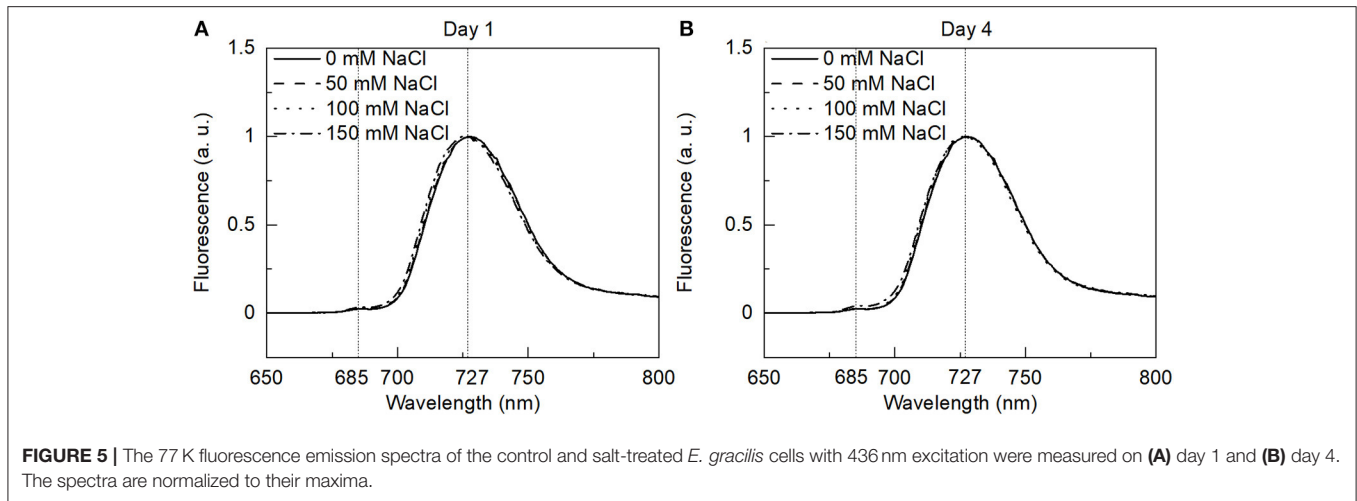 A
Day 1
1.5
1
0.5
0
Fluorescence (a. u.)
0 mM NaCl
50 mM NaCl
100 mM NaCl
150 mM NaCl
650 685 700 727 750 800
Wavelength (nm)
B
Day 4
1.5
1
0.5
0
Fluorescence (a. u.)
0 mM NaCl
50 mM NaCl
100 mM NaCl
150 mM NaCl
650 685 700 727 750 800
Wavelength (nm)
FIGURE 5 | The 77 K fluorescence emission spectra of the control and salt-treated E. gracilis cells with 436 nm excitation were measured on (A) day 1 and (B) day 4.
The spectra are normalized to their maxima.